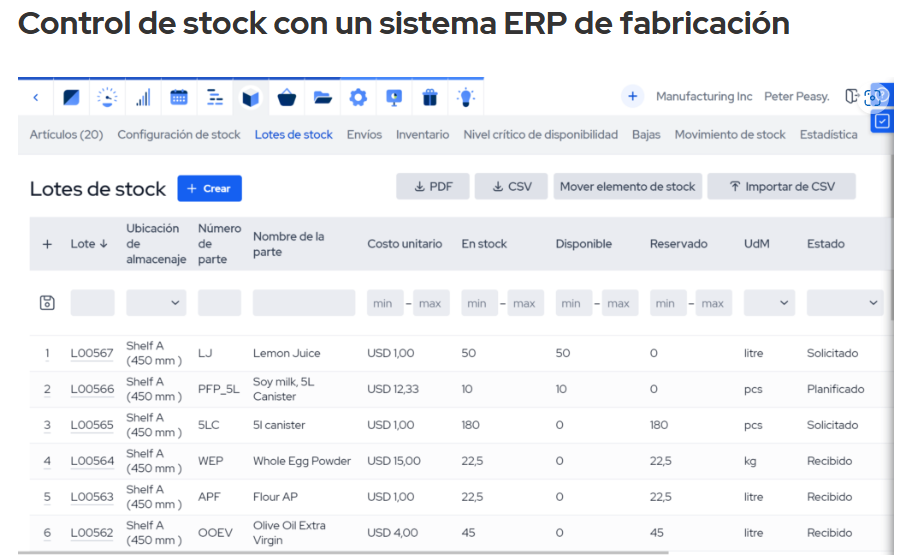 Control de stock con un sistema ERP de fabricación
Manufacturing Inc Peter Peasy.
Artículos (20) Configuración de stock Lotes de stock Envíos Inventario Nivel crítico de disponibilidad Bajas Movimiento de stock Estadística
Lotes de stock + Crear PDF CSV Mover elemento de stock Importar de CSV
+ Lote ↓ Ubicación de almacenaje Número de parte Nombre de la parte Costo unitario En stock Disponible Reservado UdM Estado
min - max min - max min - max min - max
1 L00567 Shelf A (450 mm ) LJ Lemon Juice USD 1,00 50 50 0 litre Solicitado
2 L00566 Shelf A (450 mm ) PFP_5L Soy milk, 5L Canister USD 12,33 10 10 0 pcs Planificado
3 L00565 Shelf A (450 mm ) 5LC 5l canister USD 1,00 180 0 180 pcs Solicitado
4 L00564 Shelf A (450 mm ) WEP Whole Egg Powder USD 15,00 22,5 0 22,5 kg Recibido
5 L00563 Shelf A (450 mm ) APF Flour AP USD 1,00 22,5 0 22,5 litre Recibido
6 L00562 Shelf A (450 mm ) OOEV Olive Oil Extra Virgin USD 4,00 45 0 45 litre Recibido